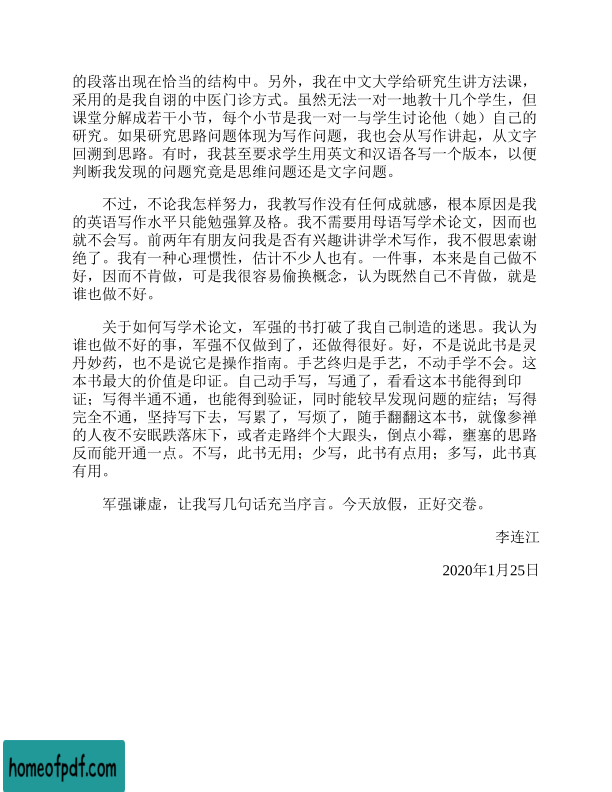 的段落出现在恰当的结构中。另外，我在中文大学给研究生讲方法课，
采用的是我自诩的中医门诊方式。虽然无法一对一地教十几个学生，但
课堂分解成若干小节，每个小节是我一对一与学生讨论他（她）自己的
研究。如果研究思路问题体现为写作问题，我也会从写作讲起，从文字
回溯到思路。有时，我甚至要求学生用英文和汉语各写一个版本，以便
判断我发现的问题究竟是思维问题还是文字问题。
不过，不论我怎样努力，我教写作没有任何成就感，根本原因是我
的英语写作水平只能勉强算及格。我不需要用母语写学术论文，因而也
就不会写。前两年有朋友问我是否有兴趣讲讲学术写作，我不假思索谢
绝了。我有一种心理惯性，估计不少人也有。一件事，本来是自己做不
好，因而不肯做，可是我很容易偷换概念，认为既然自己不肯做，就是
谁也做不好。
关于如何写学术论文，军强的书打破了我自己制造的迷思。我认为
谁也做不好的事，军强不仅做到了，还做得很好。好，不是说此书是灵
丹妙药，也不是说它是操作指南。手艺终归是手艺，不动手学不会。这
本书最大的价值是印证。自己动手写，写通了，看看这本书能得到印
证；写得半通不通，也能得到验证，同时能较早发现问题的症结；写得
完全不通，坚持写下去，写累了，写烦了，随手翻翻这本书，就像参禅
的人夜不安眠跌落床下，或者走路绊个大跟头，倒点小霉，壅塞的思路
反而能开通一点。不写，此书无用；少写，此书有点用；多写，此书真
有用。
军强谦虚，让我写几句话充当序言。今天放假，正好交卷。
李连江
2020年1月25日
homeofpdf.com